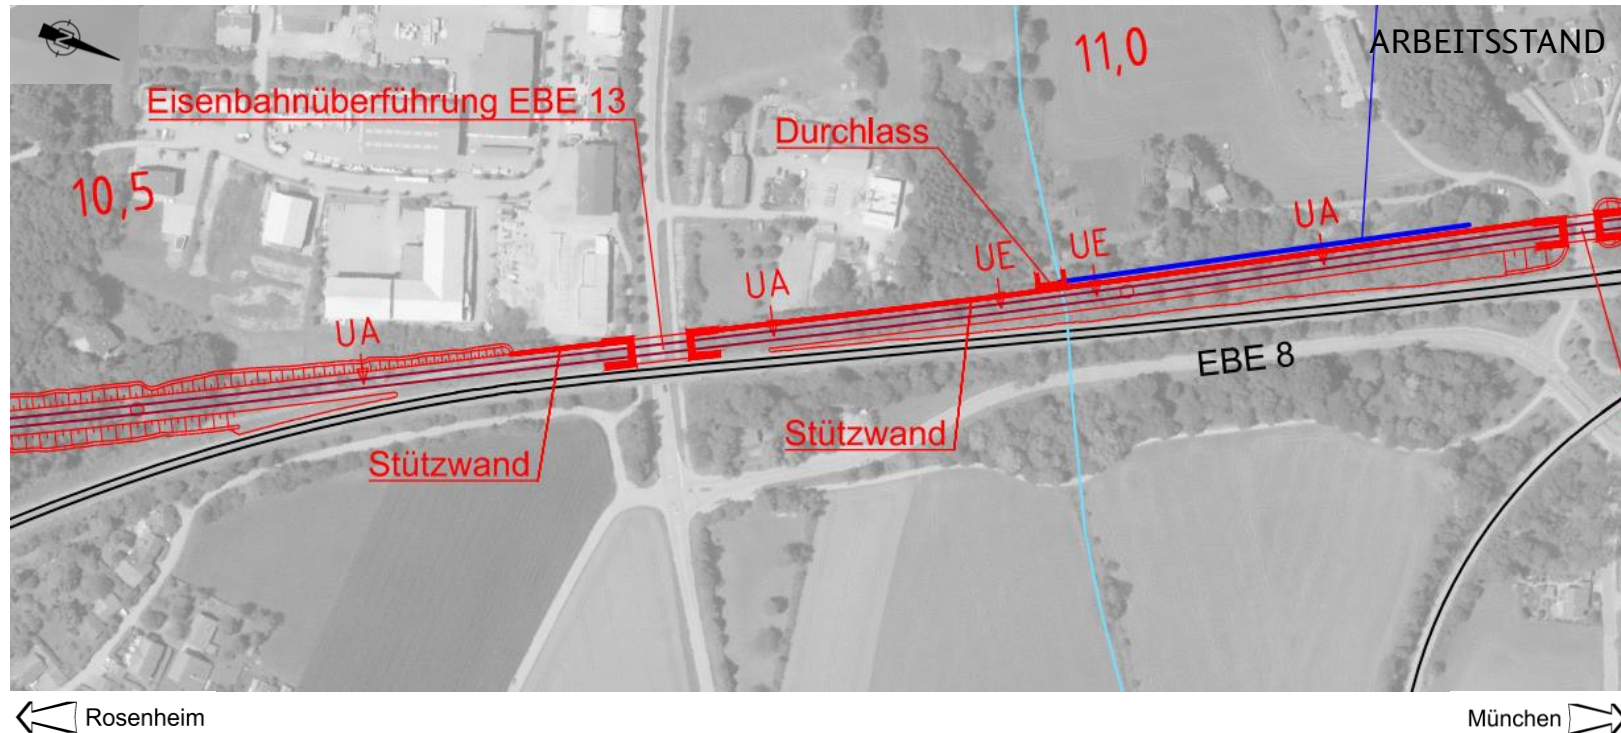 N
ARBEITSSTAND
11,0
Eisenbahnüberführung EBE 13
Durchlass
10,5
UA
UE
UE
UA
UA
EBE 8
Stützwand
Stützwand
Rosenheim
München